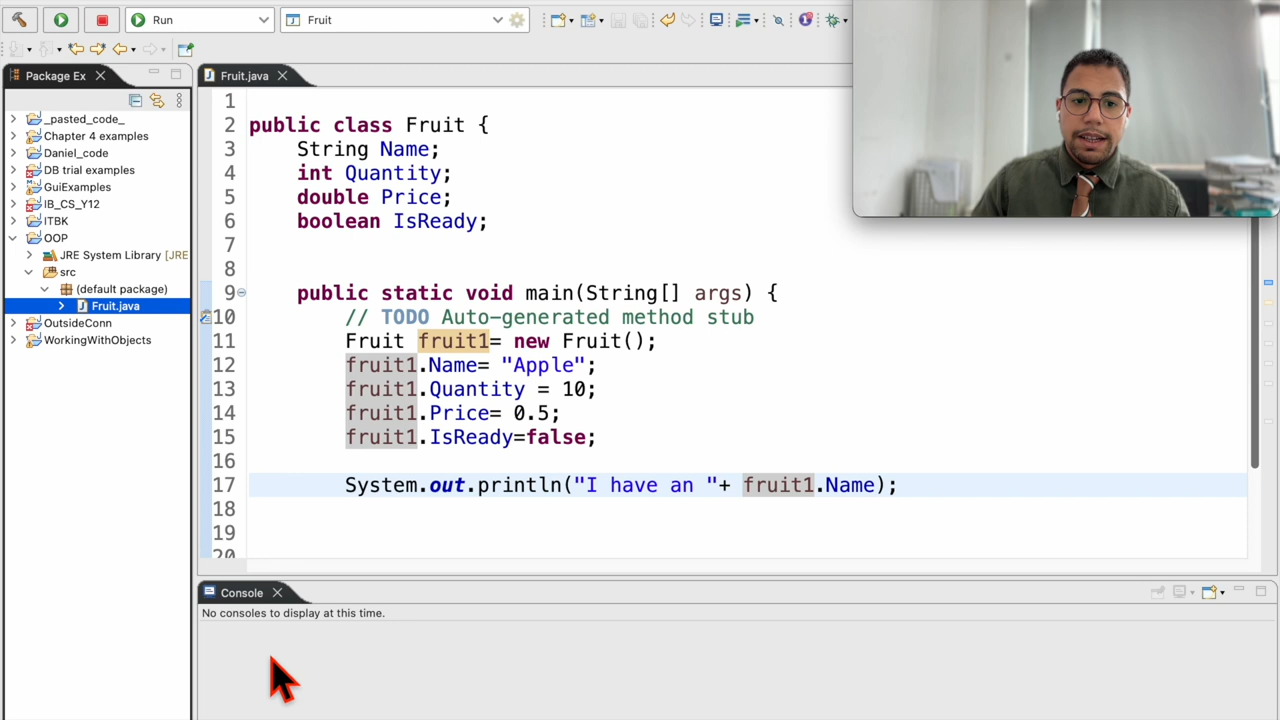 Run
Fruit
Package Ex
Fruit.java
_pasted_code_
Chapter 4 examples
Daniel_code
DB trial examples
GuiExamples
IB_CS_Y12
ITBK
OOP
JRE System Library [JRE
src
(default package)
Fruit.java
OutsideConn
WorkingWithObjects
1
2 public class Fruit {
3 String Name;
4 int Quantity;
5 double Price;
6 boolean IsReady;
7
8
9 public static void main(String[] args) {
10 // TODO Auto-generated method stub
11 Fruit fruit1= new Fruit();
12 fruit1.Name= "Apple";
13 fruit1.Quantity = 10;
14 fruit1.Price= 0.5;
15 fruit1.IsReady=false;
16
17 System.out.println("I have an "+ fruit1.Name);
18
19
20
Console
No consoles to display at this time.